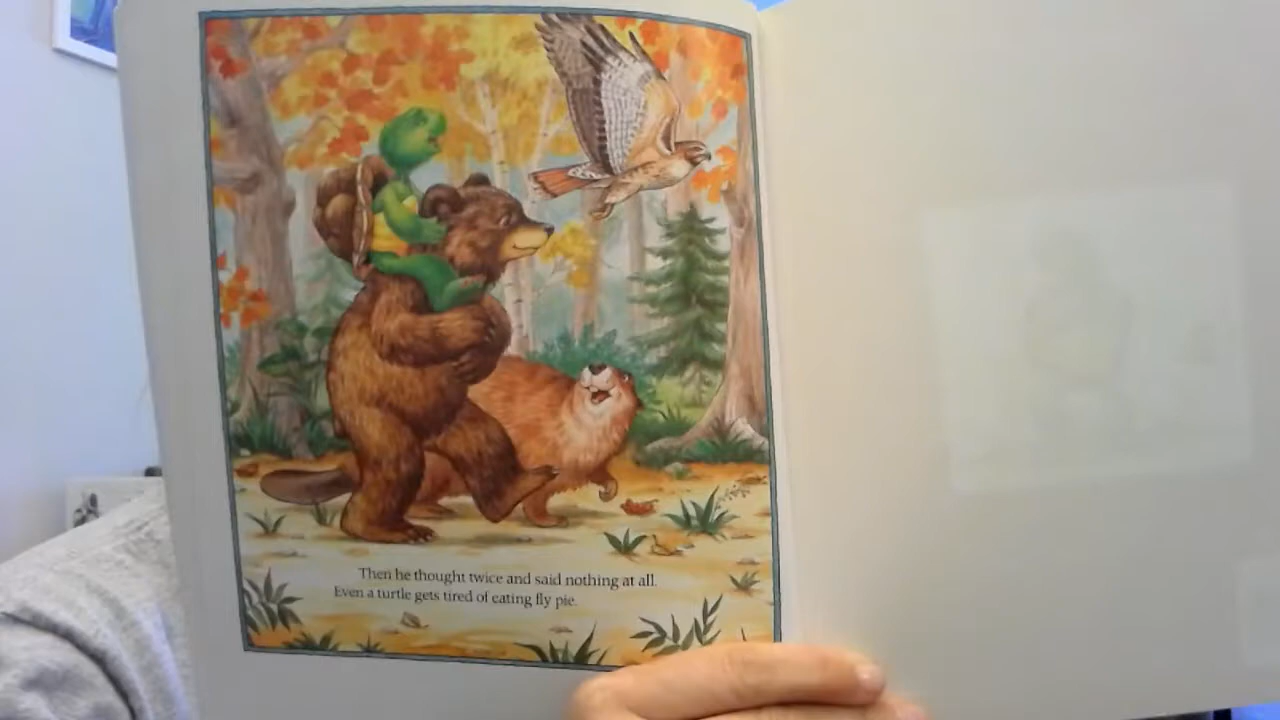 Then he thought twice and said nothing at all.
Even a turtle gets tired of eating fly pie.